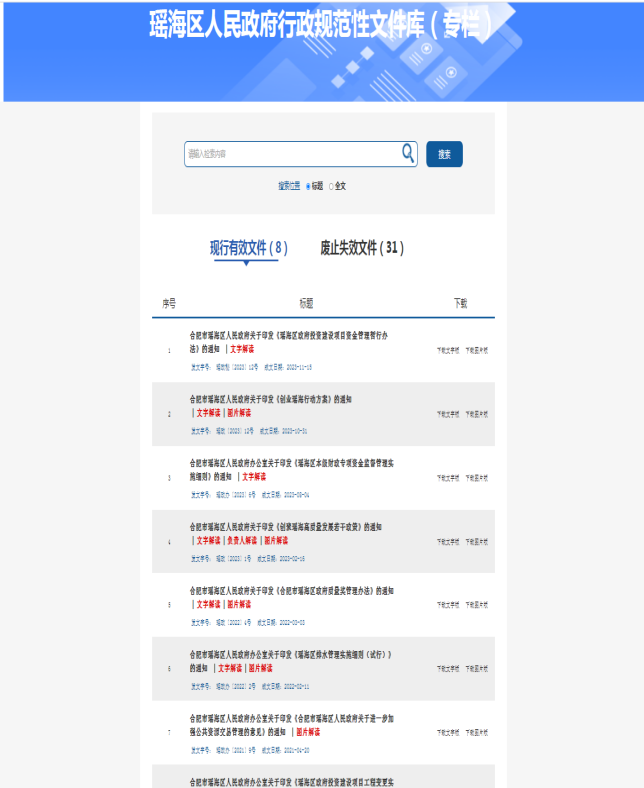 瑶海区人民政府行政规范性文件库（专栏）
请输入检索内容
搜索
搜索位置 标题 全文
现行有效文件（8） 废止失效文件（31）
序号 标题 下载
合肥市瑶海区人民政府关于印发《瑶海区政府投资建设项目资金管理暂行办
法》的通知 | 文字解读
1
下载文字版 下载图片版
发文字号： 瑶政秘〔2023〕12号 成文日期：2023-11-15
合肥市瑶海区人民政府关于印发《创业瑶海行动方案》的通知
| 文字解读 | 图片解读
2
下载文字版 下载图片版
发文字号： 瑶政〔2023〕12号 成文日期：2023-10-31
合肥市瑶海区人民政府办公室关于印发《瑶海区本级财政专项资金监督管理实
施细则》的通知 | 文字解读
3
下载文字版 下载图片版
发文字号： 瑶政办〔2023〕6号 成文日期：2023-08-04
合肥市瑶海区人民政府关于印发《创领瑶海高质量发展若干政策》的通知
| 文字解读 | 负责人解读 | 图片解读
4
下载文字版 下载图片版
发文字号： 瑶政〔2023〕1号 成文日期：2023-02-16
合肥市瑶海区人民政府关于印发《合肥市瑶海区政府质量奖管理办法》的通知
| 文字解读 | 图片解读
5
下载文字版 下载图片版
发文字号： 瑶政〔2022〕4号 成文日期：2022-03-03
合肥市瑶海区人民政府办公室关于印发《瑶海区排水管理实施细则（试行）》
的通知 | 文字解读 | 图片解读
6
下载文字版 下载图片版
发文字号： 瑶政办〔2022〕2号 成文日期：2022-02-11
合肥市瑶海区人民政府办公室关于印发《合肥市瑶海区人民政府关于进一步加
强公共资源交易管理的意见》的通知 | 图片解读
7
下载文字版 下载图片版
发文字号： 瑶政办〔2021〕9号 成文日期：2021-04-20
合肥市瑶海区人民政府办公室关于印发《瑶海区政府投资建设项目工程变更实